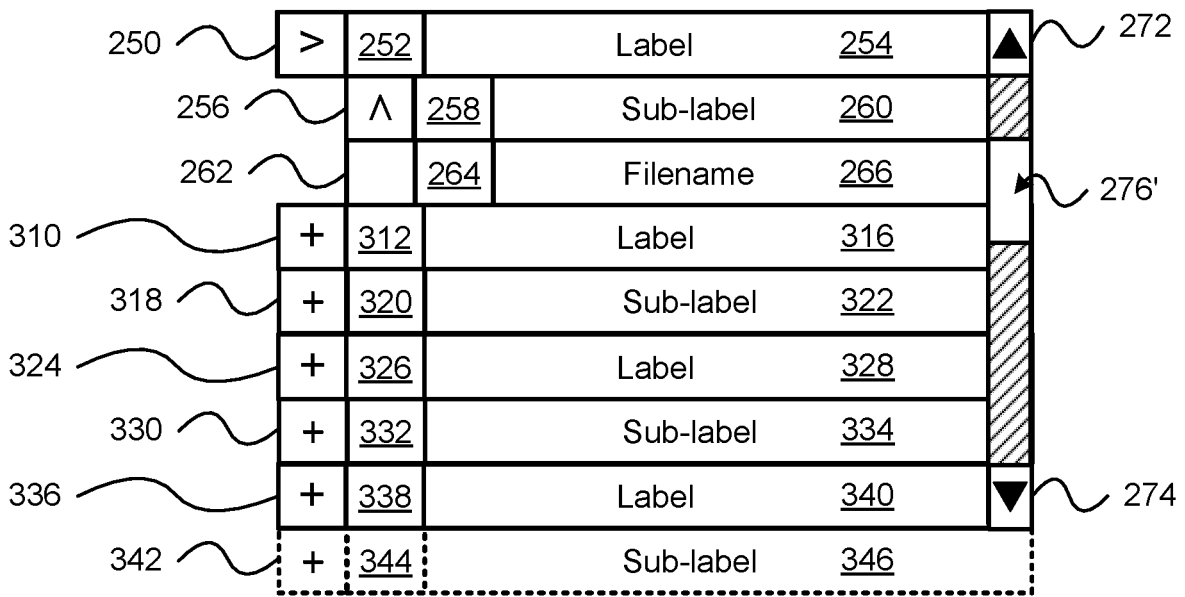 250 > 252 Label 254 272
256 ^ 258 Sub-label 260
262 264 Filename 266 276'
310 + 312 Label 316
318 + 320 Sub-label 322
324 + 326 Label 328
330 + 332 Sub-label 334
336 + 338 Label 340 274
342 + 344 Sub-label 346